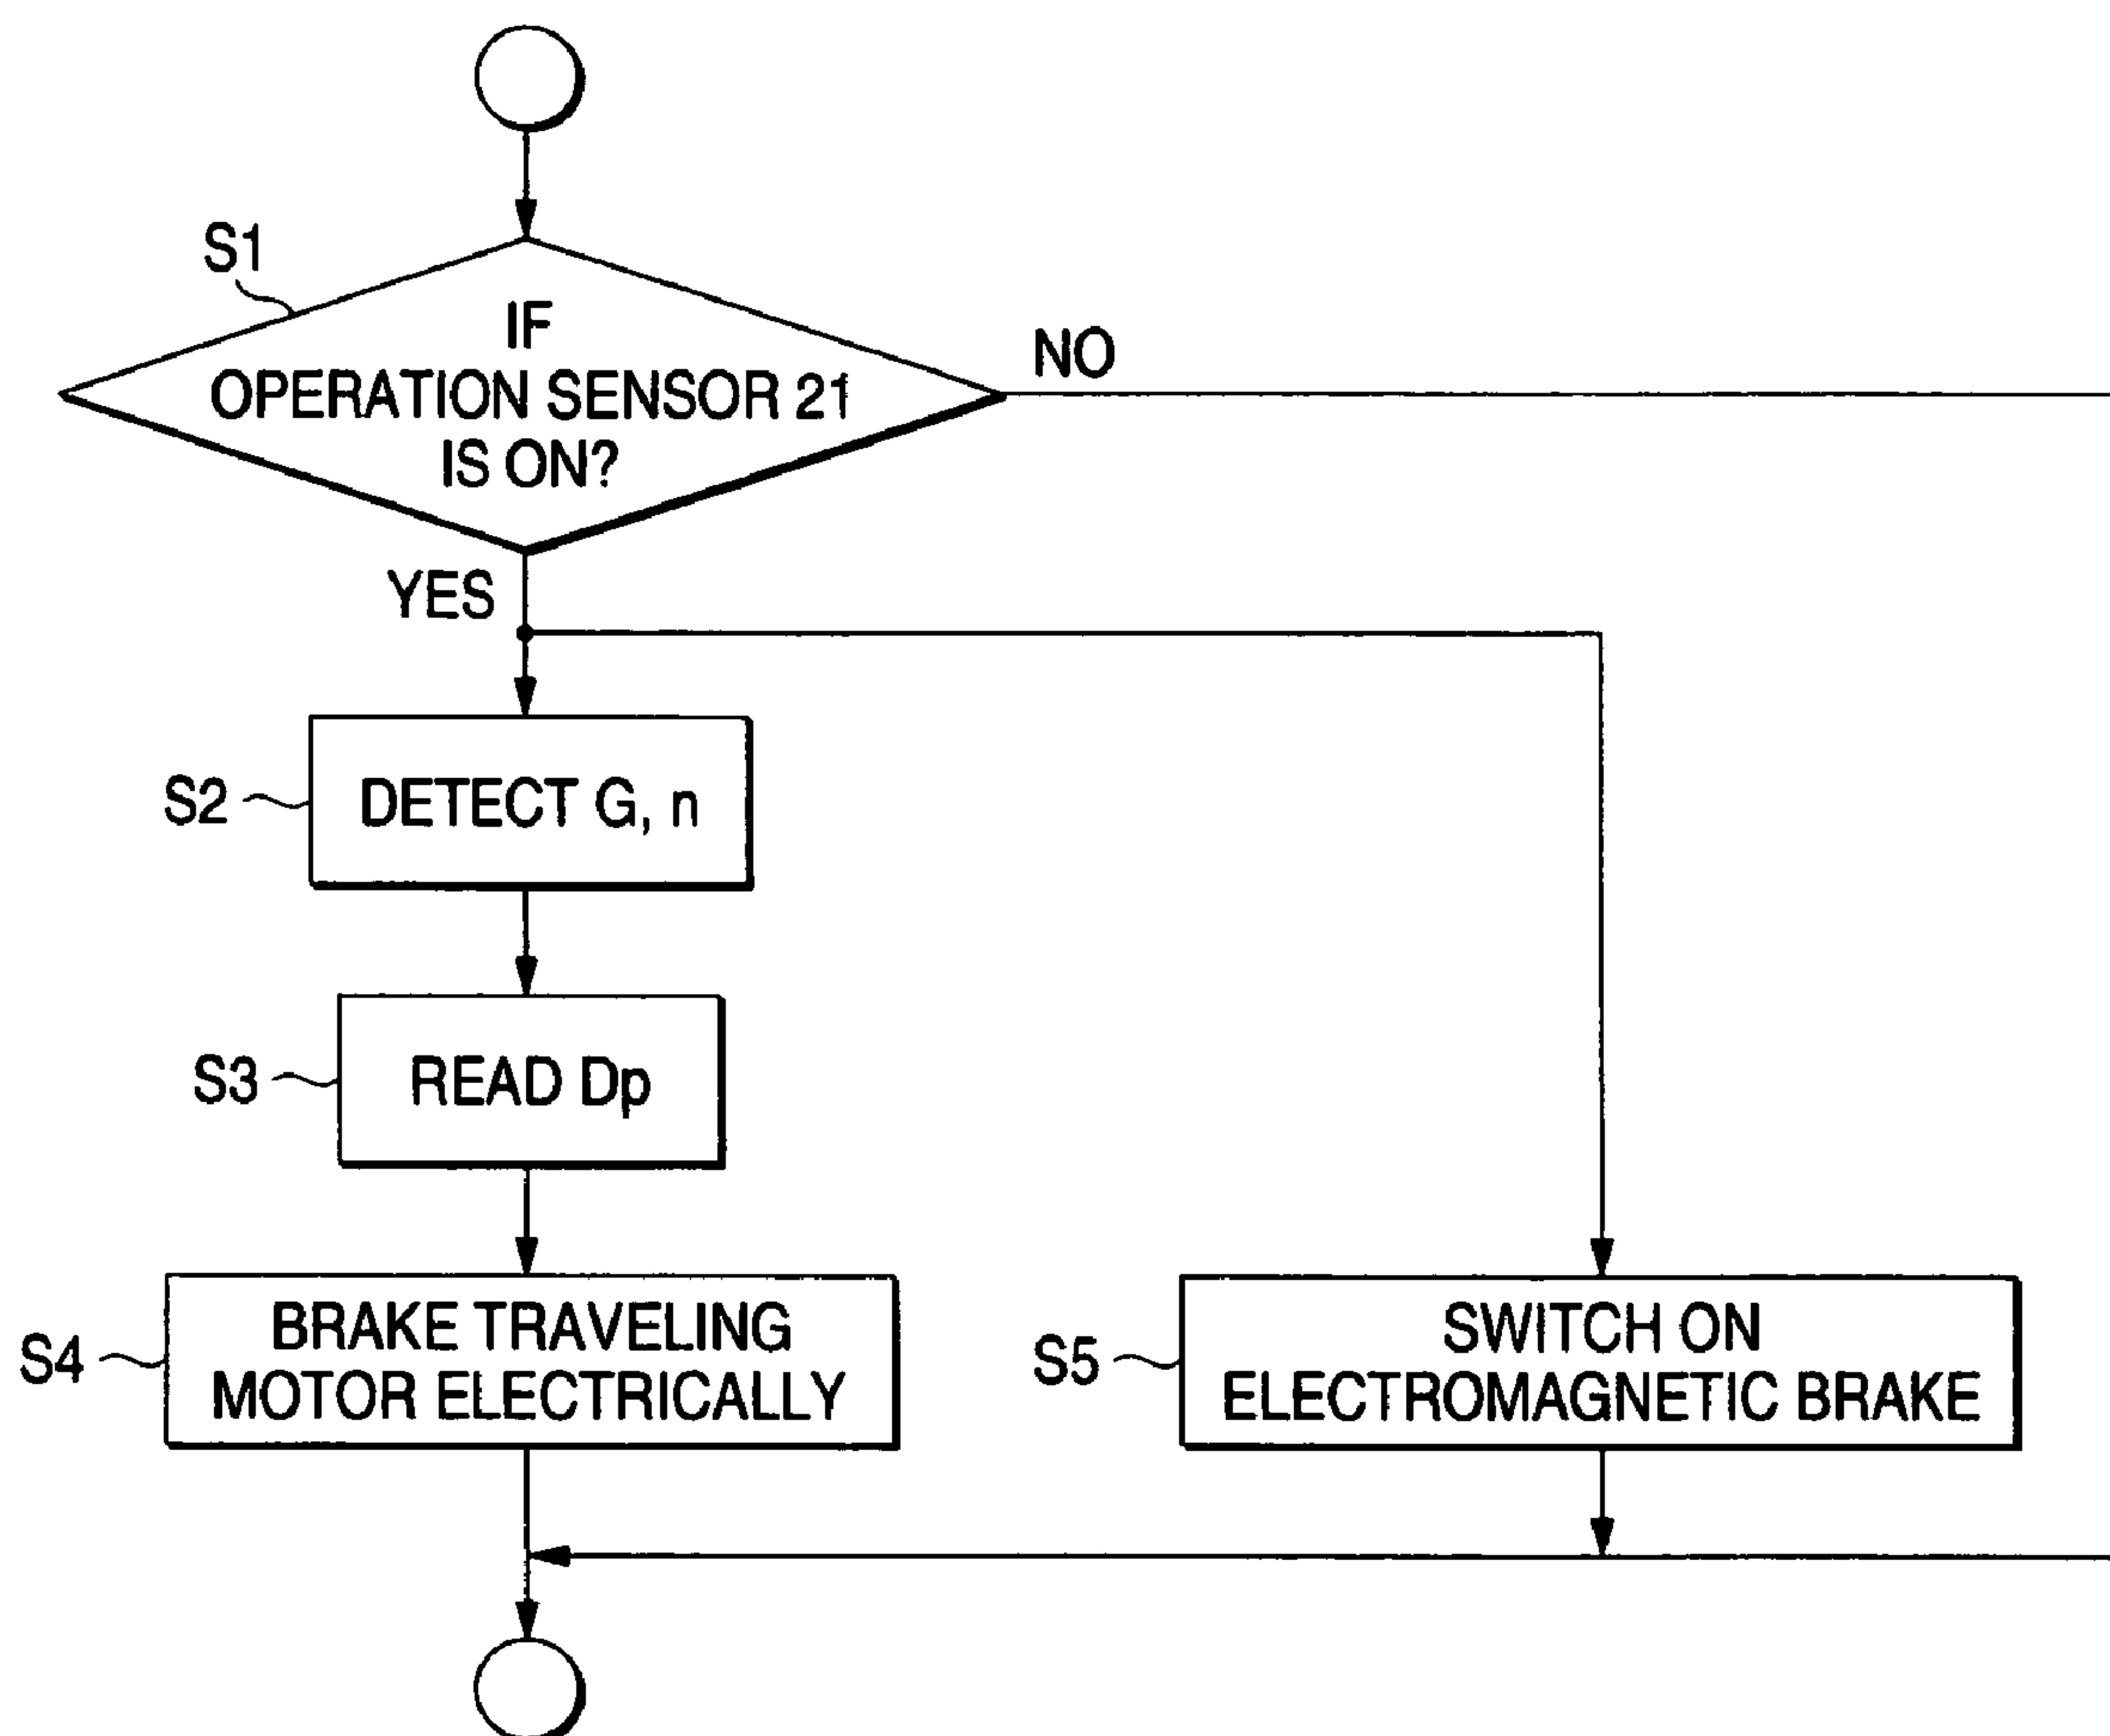 S1
IF
OPERATION SENSOR 21
IS ON?
NO
YES
S2
DETECT G, n
S3
READ Dp
S4
BRAKE TRAVELING
MOTOR ELECTRICALLY
S5
SWITCH ON
ELECTROMAGNETIC BRAKE